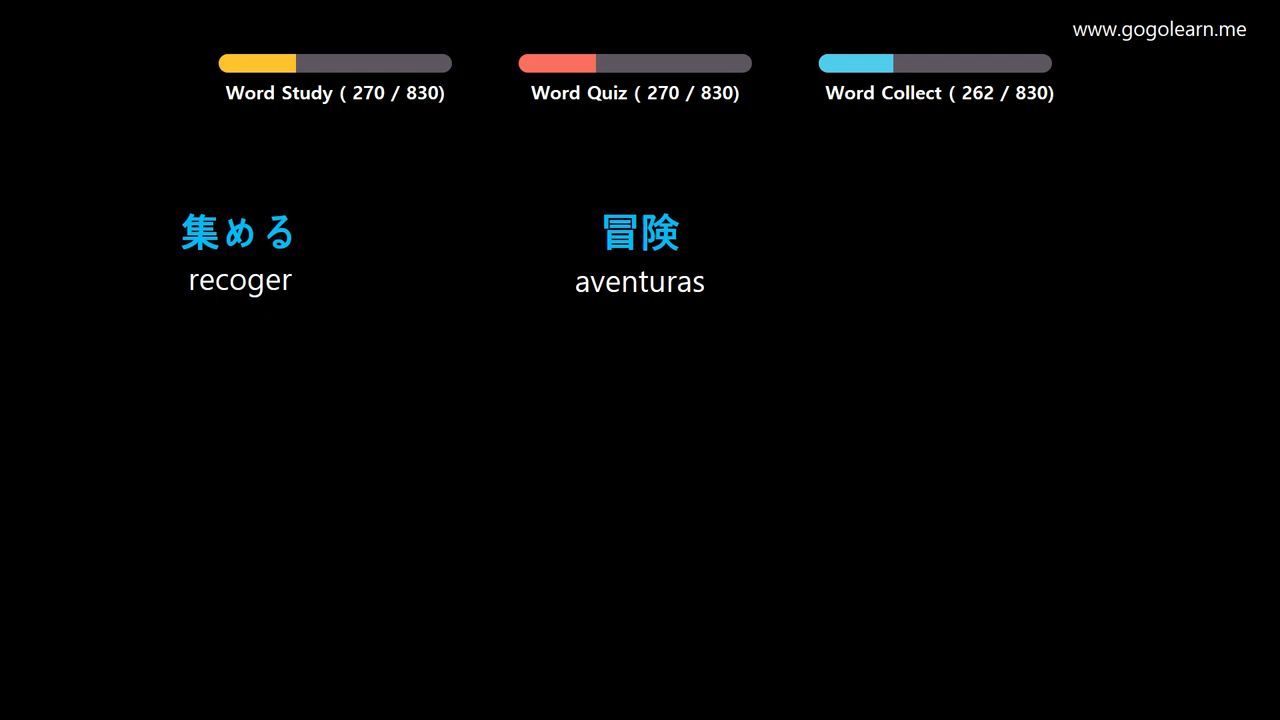 www.gogolearn.me
Word Study ( 270 / 830)
Word Quiz ( 270 / 830)
Word Collect ( 262 / 830)
集める
recoger
冒険
aventuras